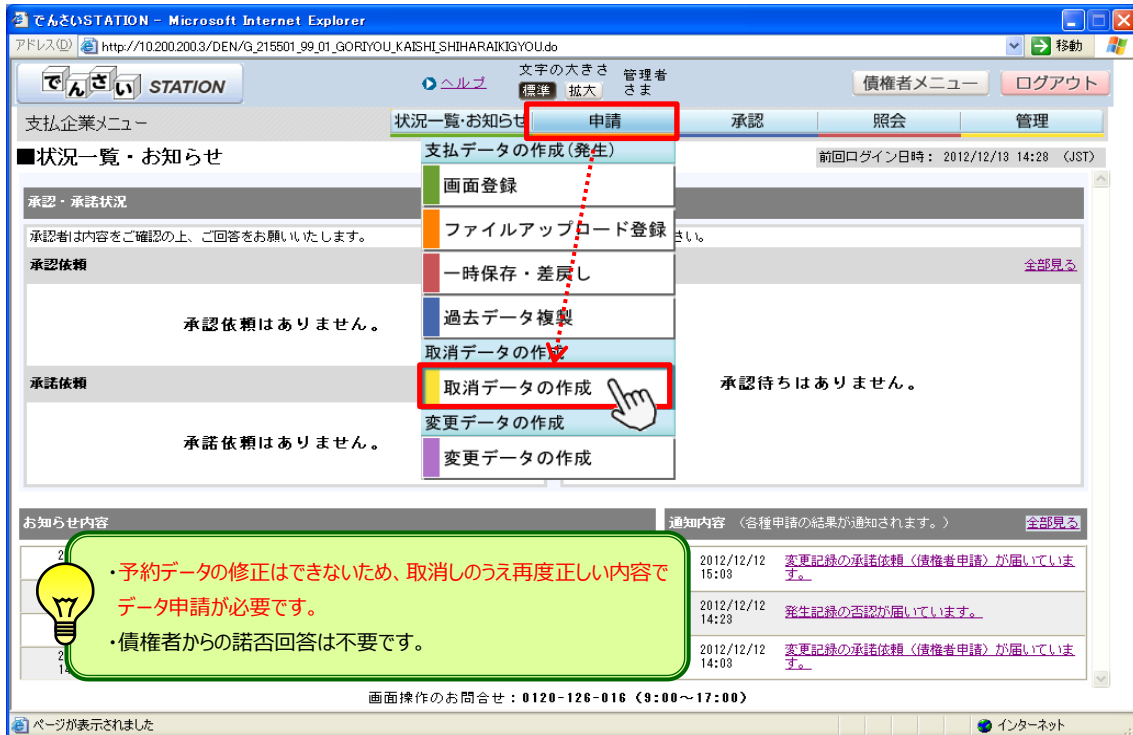 でんさいSTATION - Microsoft Internet Explorer
アドレス(D) http://10.200.200.3/DEN/G_215501_99_01_GORIYOU_KAISHI_SHIHARAIKIGYOU.do 移動
でんさい STATION ヘルプ 文字の大きさ 標準 拡大 管理者さま 債権者メニュー ログアウト
支払企業メニュー 状況一覧・お知らせ 申請 承認 照会 管理
■状況一覧・お知らせ 前回ログイン日時: 2012/12/13 14:28 (JST)
支払データの作成(発生)
画面登録
ファイルアップロード登録
一時保存・差戻し
過去データ複製
取消データの作成
取消データの作成
変更データの作成
変更データの作成
承認・承諾状況
承認者は内容をご確認の上、ご回答をお願いいたします。 さい。
承認依頼 全部見る
承認依頼はありません。
承諾依頼 承認待ちはありません。
承諾依頼はありません。
お知らせ内容 通知内容 (各種申請の結果が通知されます。) 全部見る
・予約データの修正はできないため、取消しのうえ再度正しい内容で
データ申請が必要です。
・債権者からの諾否回答は不要です。
2012/12/12 15:03 変更記録の承諾依頼(債権者申請)が届いています。
2012/12/12 14:23 発生記録の否認が届いています。
2012/12/12 14:03 変更記録の承諾依頼(債権者申請)が届いています。
画面操作のお問合せ:0120-126-016 (9:00~17:00)
ページが表示されました インターネット